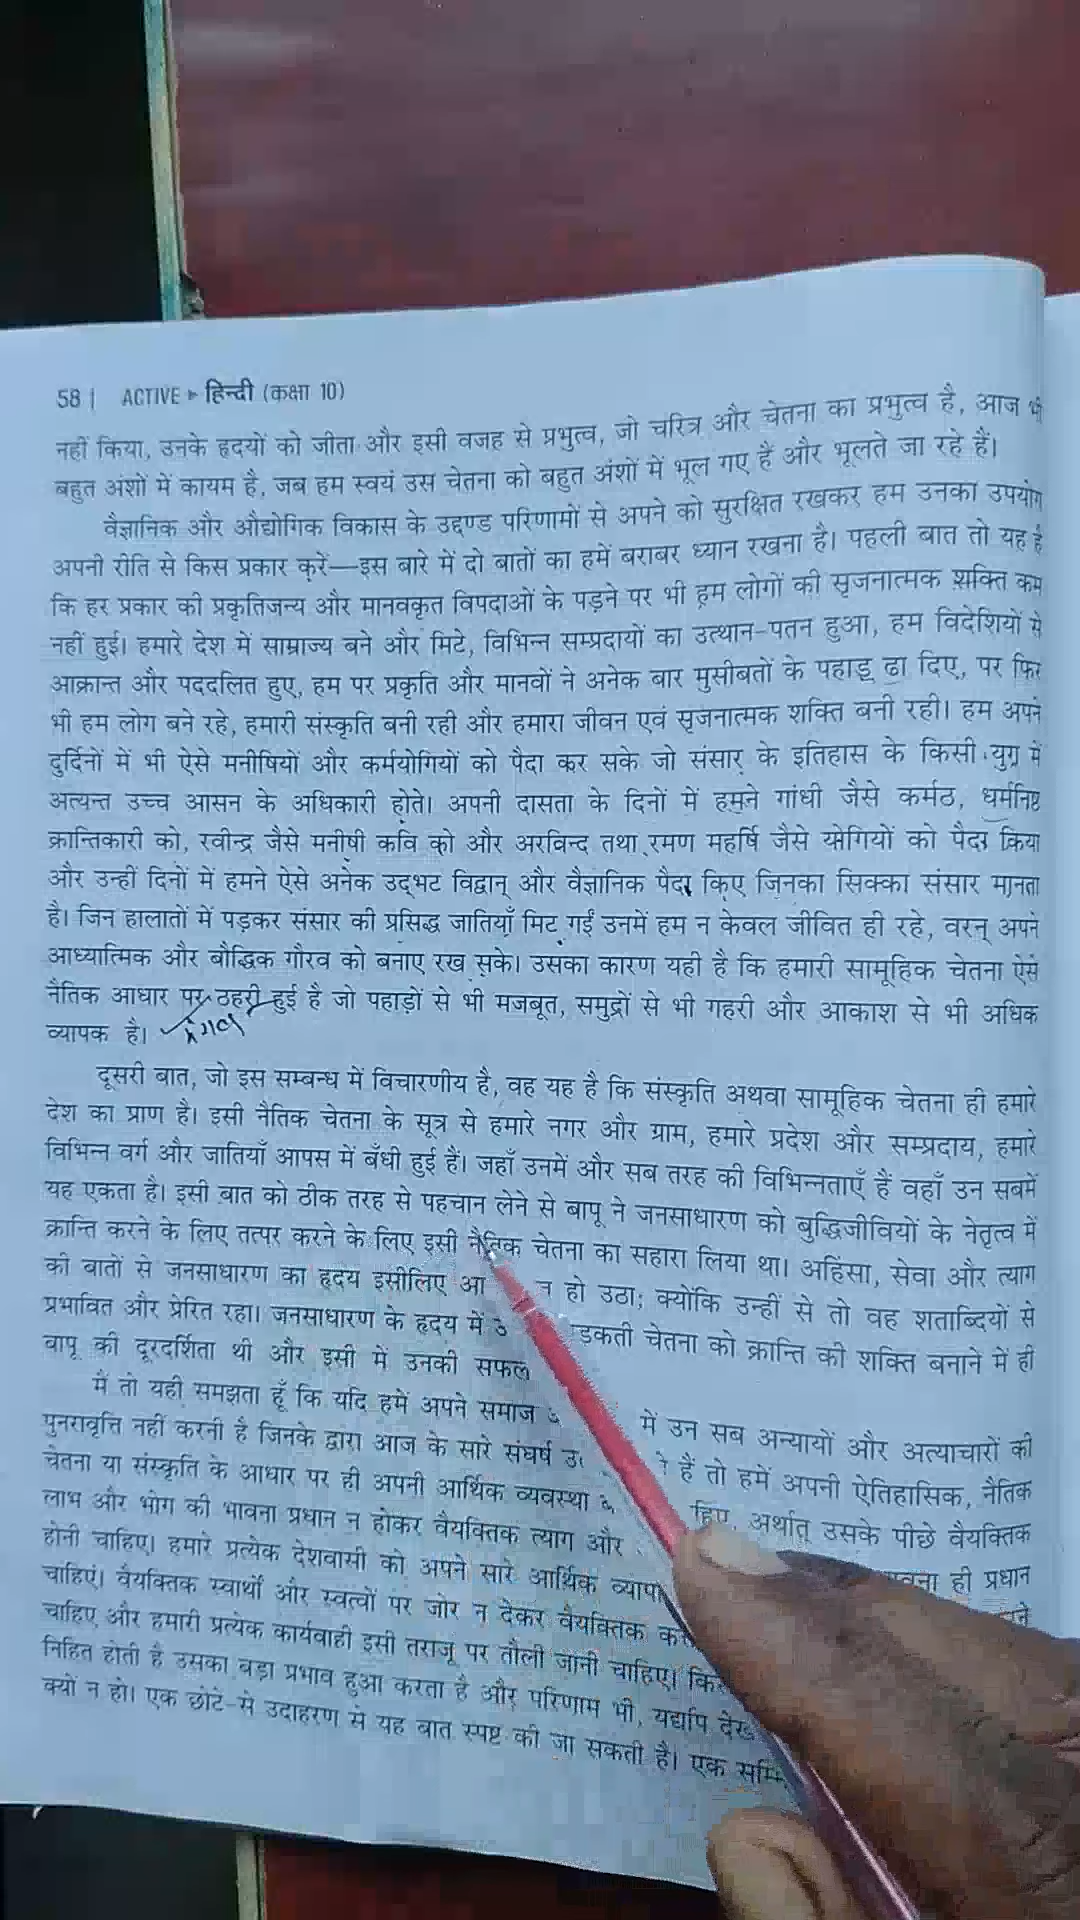 58 | ACTIVE हिन्दी (कक्षा 10)
नहीं किया, उनके हृदयों को जीता और इसी वजह से प्रभुत्व, जो चरित्र और चेतना का प्रभुत्व है, आज भी
बहुत अंशों में कायम है, जब हम स्वयं उस चेतना को बहुत अंशों में भूल गए हैं और भूलते जा रहे हैं।
वैज्ञानिक और औद्योगिक विकास के उद्दण्ड परिणामों से अपने को सुरक्षित रखकर हम उनका उपयोग
अपनी रीति से किस प्रकार करें—इस बारे में दो बातों का हमें बराबर ध्यान रखना है। पहली बात तो यह है
कि हर प्रकार की प्रकृतिजन्य और मानवकृत विपदाओं के पड़ने पर भी हम लोगों की सृजनात्मक शक्ति कम
नहीं हुई। हमारे देश में साम्राज्य बने और मिटे, विभिन्न सम्प्रदायों का उत्थान-पतन हुआ, हम विदेशियों से
आक्रान्त और पददलित हुए, हम पर प्रकृति और मानवों ने अनेक बार मुसीबतों के पहाड़ ढा दिए, पर फिर
भी हम लोग बने रहे, हमारी संस्कृति बनी रही और हमारा जीवन एवं सृजनात्मक शक्ति बनी रही। हम अपने
दुर्दिनों में भी ऐसे मनीषियों और कर्मयोगियों को पैदा कर सके जो संसार के इतिहास के किसी युग में
अत्यन्त उच्च आसन के अधिकारी होते। अपनी दासता के दिनों में हमने गांधी जैसे कर्मठ, धर्मनिष्ठ
क्रान्तिकारी को, रवीन्द्र जैसे मनीषी कवि को और अरविन्द तथा रमण महर्षि जैसे योगियों को पैदा किया
और उन्हीं दिनों में हमने ऐसे अनेक उद्भट विद्वान् और वैज्ञानिक पैदा किए जिनका सिक्का संसार मानता
है। जिन हालातों में पड़कर संसार की प्रसिद्ध जातियाँ मिट गईं उनमें हम न केवल जीवित ही रहे, वरन् अपने
आध्यात्मिक और बौद्धिक गौरव को बनाए रख सके। उसका कारण यही है कि हमारी सामूहिक चेतना ऐसे
नैतिक आधार पर ठहरी हुई है जो पहाड़ों से भी मजबूत, समुद्रों से भी गहरी और आकाश से भी अधिक
व्यापक है।
दूसरी बात, जो इस सम्बन्ध में विचारणीय है, वह यह है कि संस्कृति अथवा सामूहिक चेतना ही हमारे
देश का प्राण है। इसी नैतिक चेतना के सूत्र से हमारे नगर और ग्राम, हमारे प्रदेश और सम्प्रदाय, हमारे
विभिन्न वर्ग और जातियाँ आपस में बँधी हुई हैं। जहाँ उनमें और सब तरह की विभिन्नताएँ हैं वहाँ उन सबमें
यह एकता है। इसी बात को ठीक तरह से पहचान लेने से बापू ने जनसाधारण को बुद्धिजीवियों के नेतृत्व में
क्रान्ति करने के लिए तत्पर करने के लिए इसी नैतिक चेतना का सहारा लिया था। अहिंसा, सेवा और त्याग
की बातों से जनसाधारण का हृदय इसीलिए हो उठा; क्योंकि उन्हीं से तो वह शताब्दियों से
प्रभावित और प्रेरित रहा। जनसाधारण के हृदय में चेतना को क्रान्ति की शक्ति बनाने में ही
बापू की दूरदर्शिता थी और इसी में उनकी
मैं तो यही समझता हूँ कि यदि हमें अपने समाज में उन सब अन्यायों और अत्याचारों की
पुनरावृत्ति नहीं करनी है जिनके द्वारा आज के सारे संघर्ष हैं तो हमें अपनी ऐतिहासिक, नैतिक
चेतना या संस्कृति के आधार पर ही अपनी आर्थिक व्यवस्था अर्थात् उसके पीछे वैयक्तिक
लाभ और भोग की भावना प्रधान न होकर वैयक्तिक त्याग और ही प्रधान
होनी चाहिए। हमारे प्रत्येक देशवासी को अपने सारे आर्थिक
चाहिएं। वैयक्तिक स्वार्थों और स्वत्वों पर जोर न देकर वैयक्तिक
चाहिए और हमारी प्रत्येक कार्यवाही इसी तराजू पर तौली जानी चाहिए।
निहित होती है उसका बड़ा प्रभाव हुआ करता है और परिणाम भी, यद्यपि
क्यों न हो। एक छोटे-से उदाहरण से यह बात स्पष्ट की जा सकती है। एक